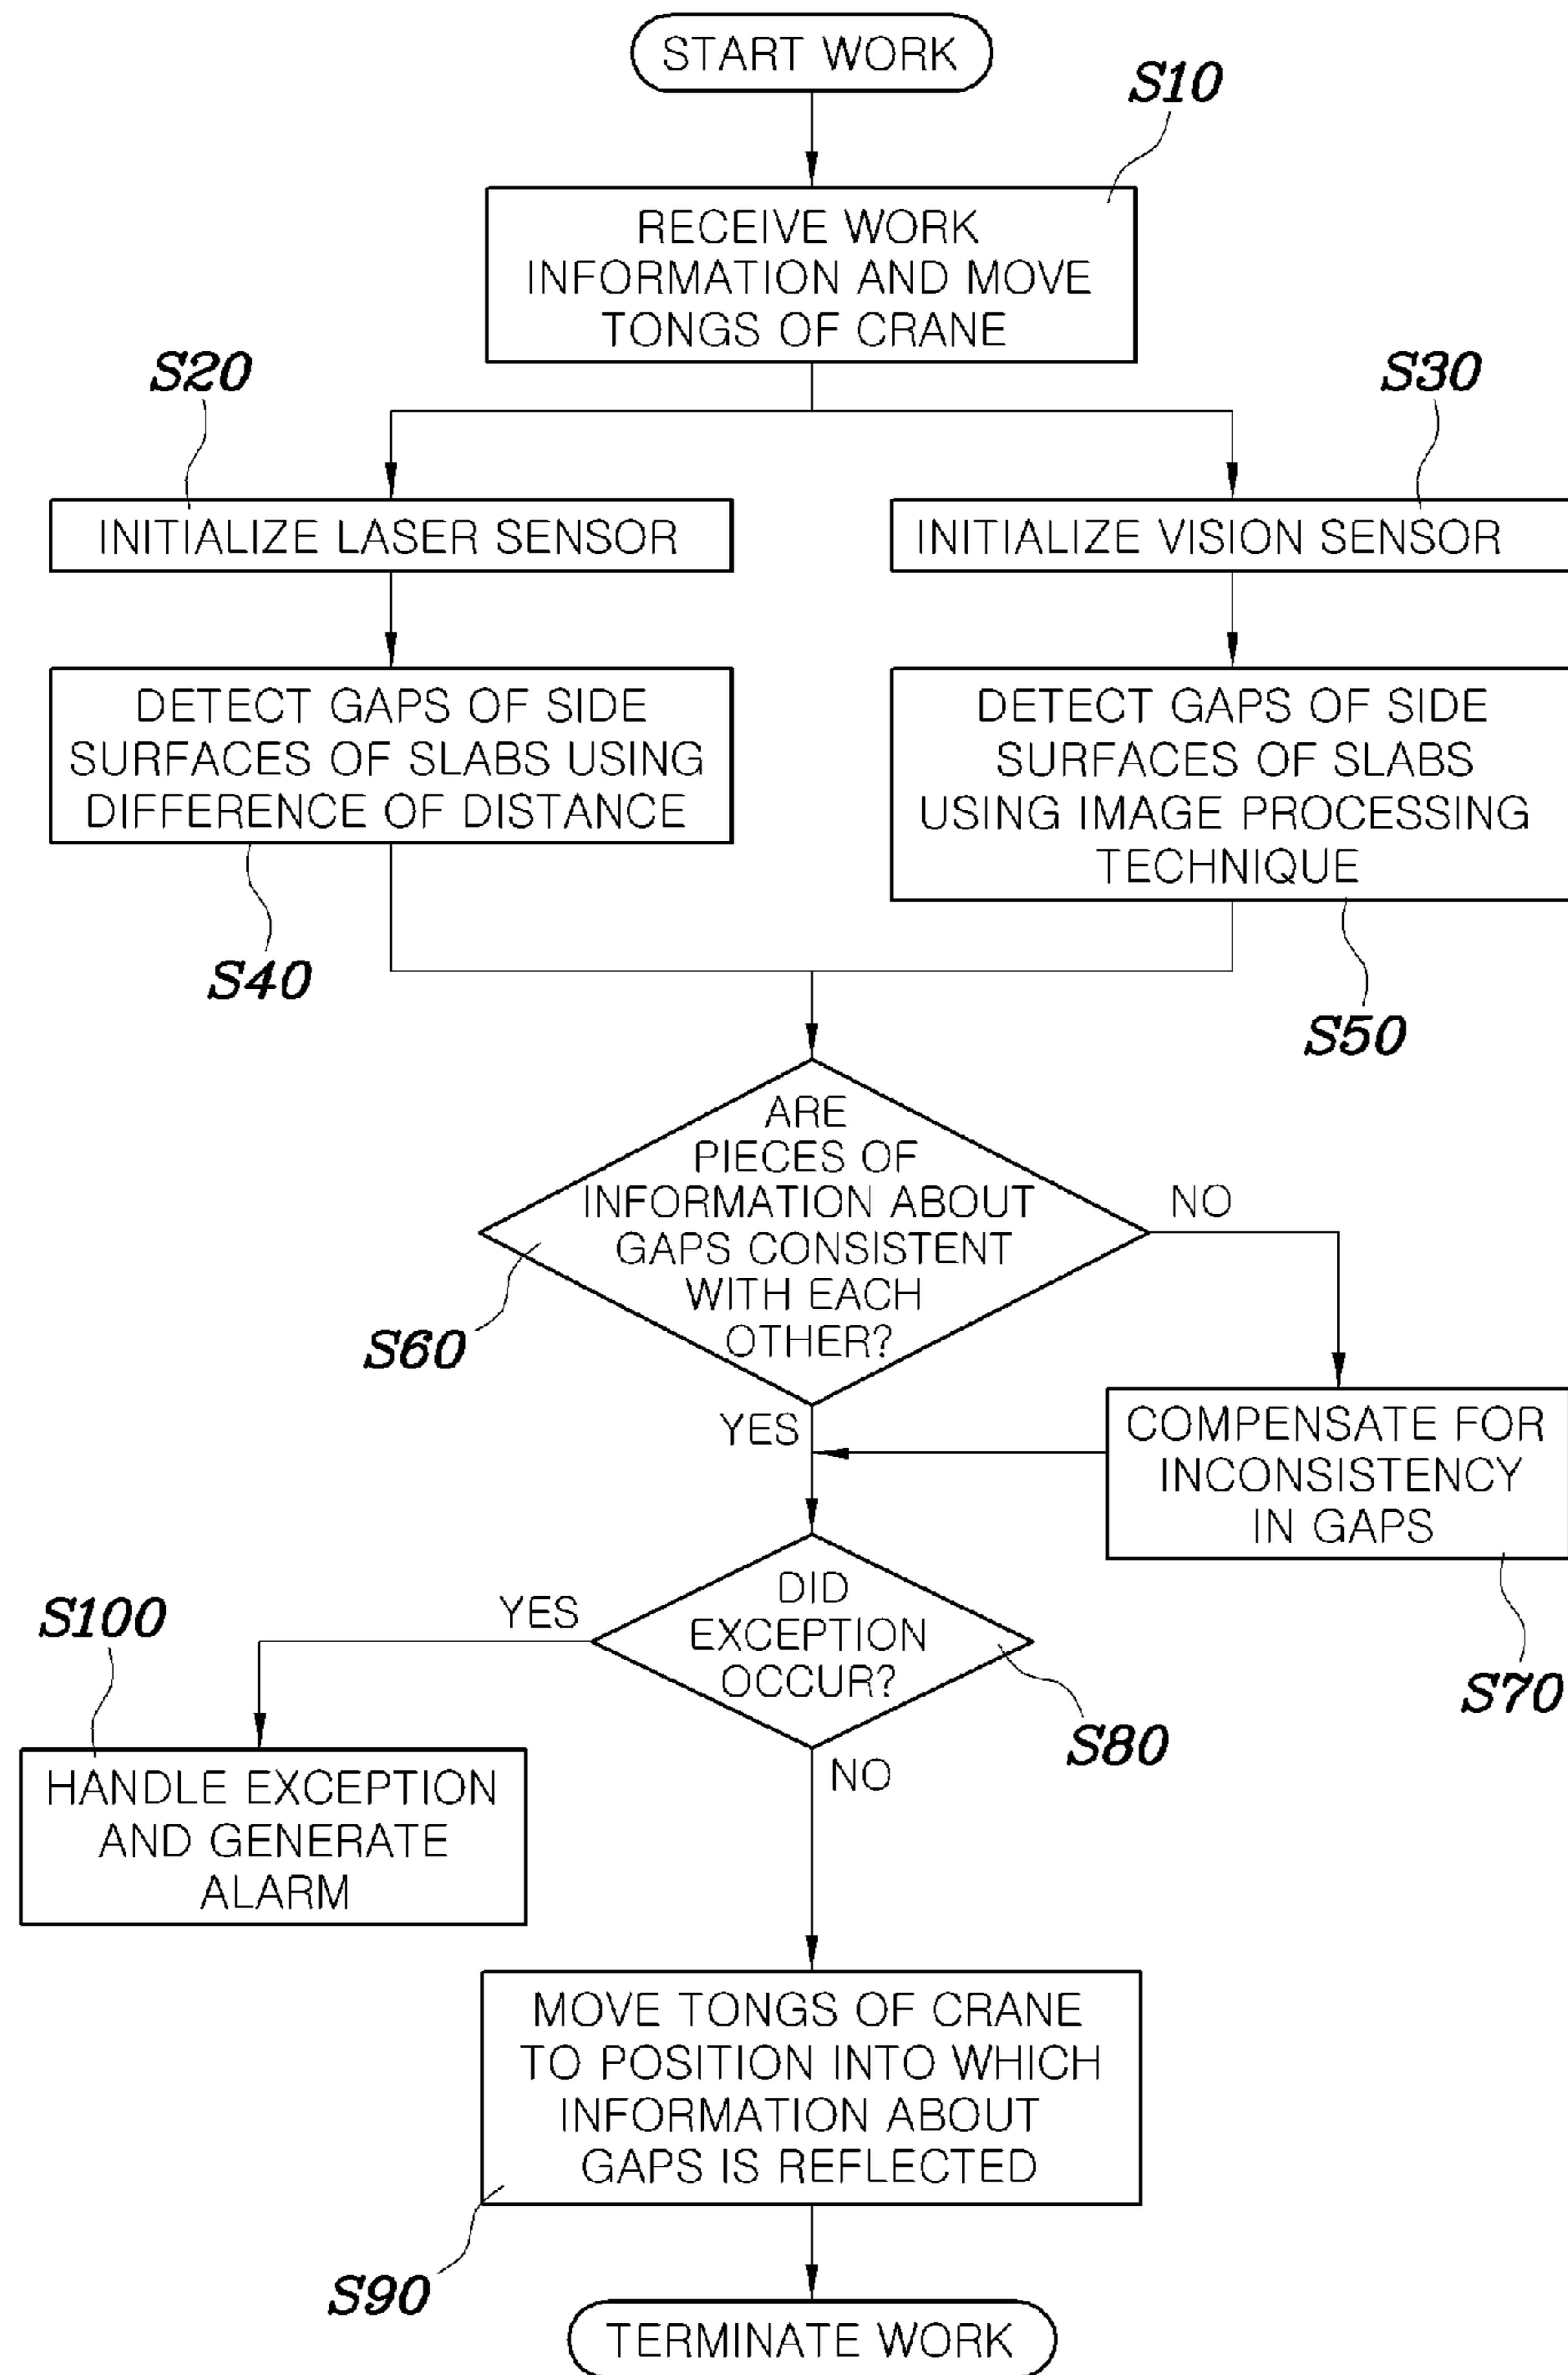 START WORK
S10
RECEIVE WORK
INFORMATION AND MOVE
TONGS OF CRANE
S20
S30
INITIALIZE LASER SENSOR
INITIALIZE VISION SENSOR
DETECT GAPS OF SIDE
SURFACES OF SLABS USING
DIFFERENCE OF DISTANCE
DETECT GAPS OF SIDE
SURFACES OF SLABS
USING IMAGE PROCESSING
TECHNIQUE
S40
S50
ARE
PIECES OF
INFORMATION ABOUT
GAPS CONSISTENT
WITH EACH
OTHER?
NO
S60
YES
COMPENSATE FOR
INCONSISTENCY
IN GAPS
S70
DID
EXCEPTION
OCCUR?
YES
S100
S80
NO
HANDLE EXCEPTION
AND GENERATE
ALARM
MOVE TONGS OF CRANE
TO POSITION INTO WHICH
INFORMATION ABOUT
GAPS IS REFLECTED
S90
TERMINATE WORK